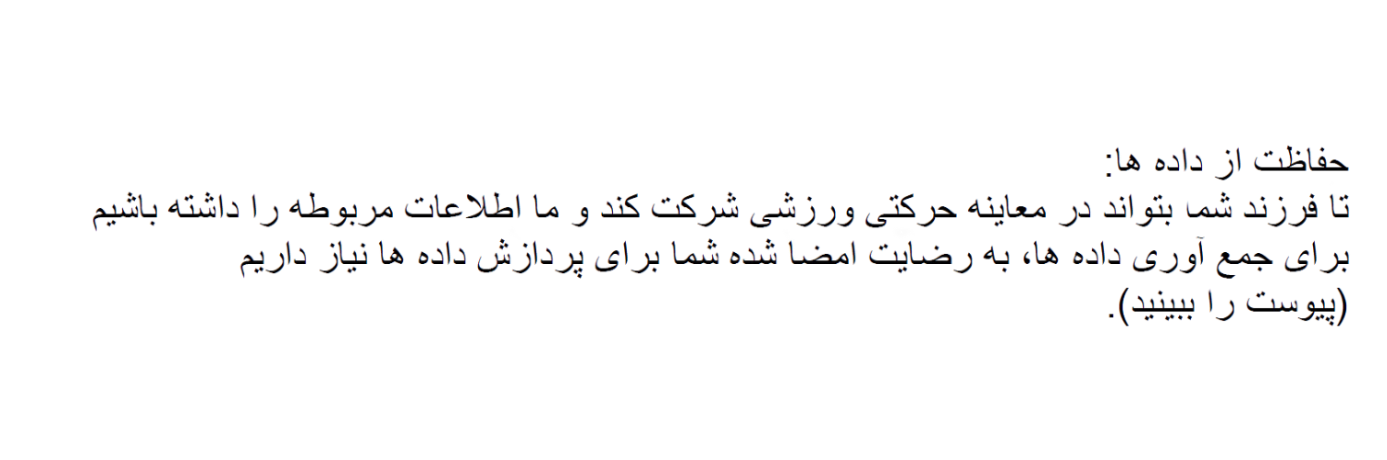 حفاظت از داده ها:
تا فرزند شما بتواند در معاینه حرکتی ورزشی شرکت کند و ما اطلاعات مربوطه را داشته باشیم
برای جمع آوری داده ها، به رضایت امضا شده شما برای پردازش داده ها نیاز داریم
(پیوست را ببینید).